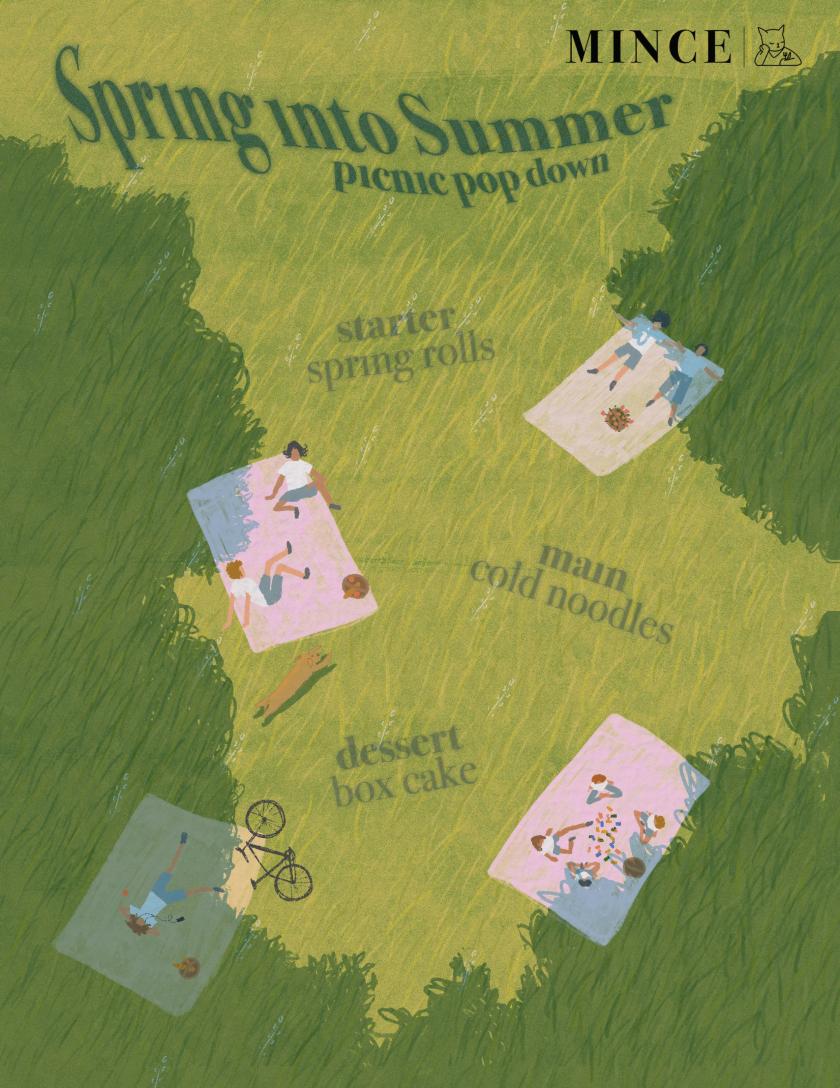 MINCE
Spring into Summer
picnic pop down
starter
spring rolls
main
cold noodles
dessert
box cake